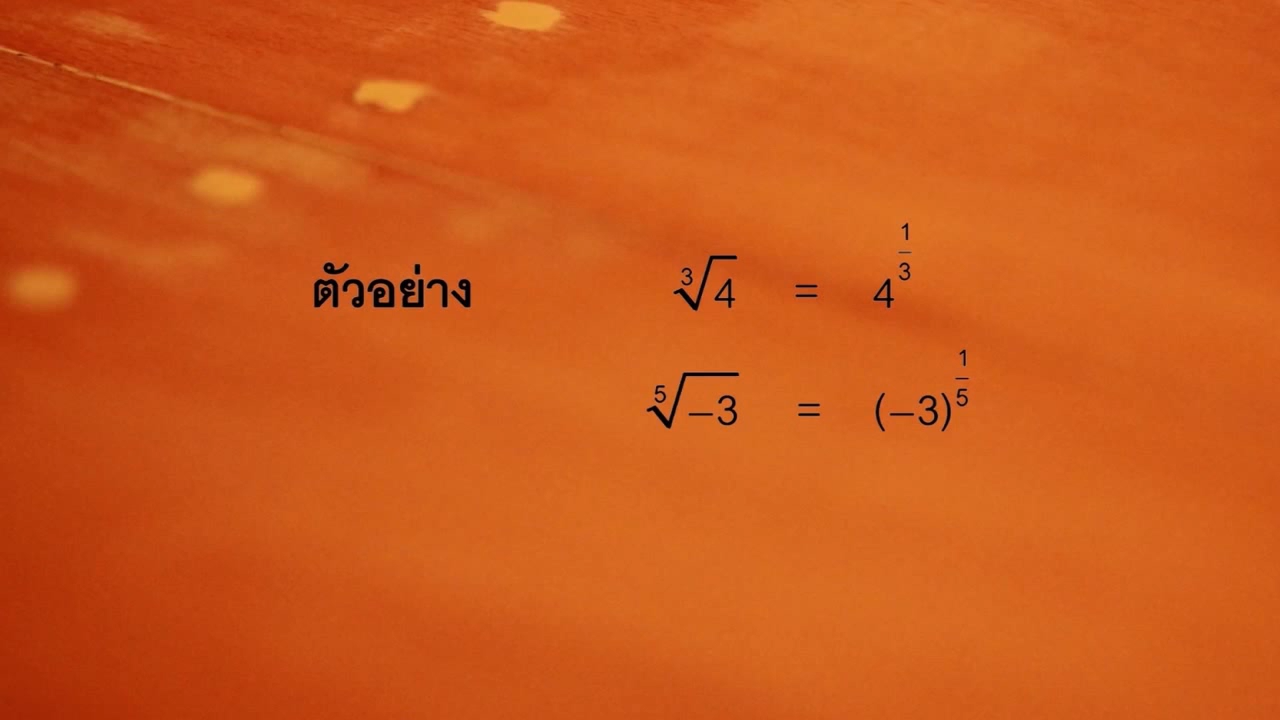 ตัวอย่าง ∛4 = 4^(1/3)
⁵√−3 = (−3)^(1/5)